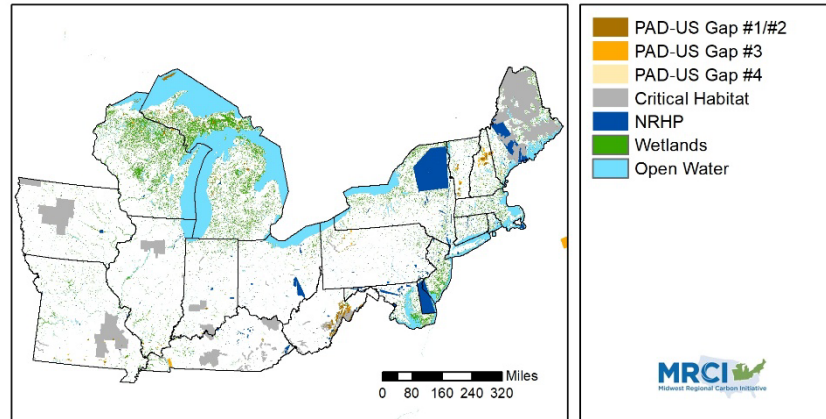 PAD-US Gap #1/#2
PAD-US Gap #3
PAD-US Gap #4
Critical Habitat
NRHP
Wetlands
Open Water
Miles
0 80 160 240 320
MRCI
Midwest Regional Carbon Initiative